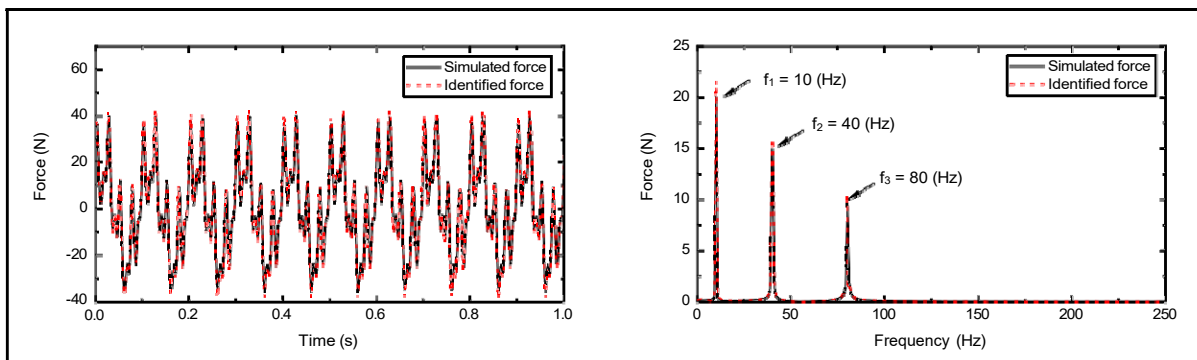 60
40
20
0
-20
-40
Force (N)
Simulated force
Identified force
0.0 0.2 0.4 0.6 0.8 1.0
Time (s)
25
20
15
10
5
0
Force (N)
Simulated force
Identified force
f₁ = 10 (Hz)
f₂ = 40 (Hz)
f₃ = 80 (Hz)
0 50 100 150 200 250
Frequency (Hz)